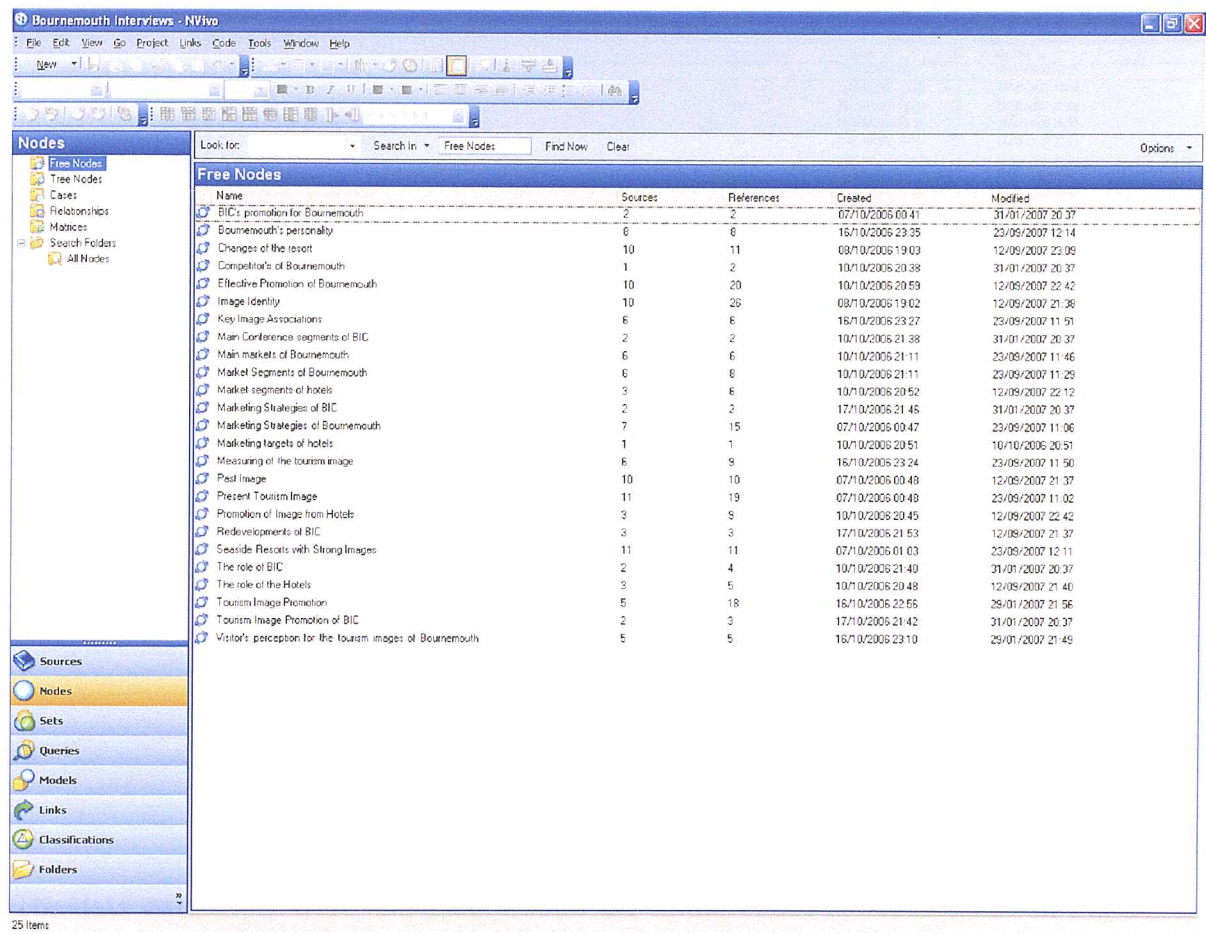 Bournemouth Interviews - NVivo
File Edit View Go Project Links Code Tools Window Help
New
B I U
Nodes
Look for: Search In Free Nodes Find Now Clear Options
Free Nodes
Tree Nodes
Cases
Relationships
Matrices
Search Folders
All Nodes
Free Nodes
Name Sources References Created Modified
BIC's promotion for Bournemouth 2 2 07/10/2006 00:41 31/01/2007 20:37
Bournemouth's personality 8 8 16/10/2006 23:35 23/09/2007 12:14
Changes of the resort 10 11 08/10/2006 19:03 12/09/2007 23:09
Competitor's of Bournemouth 1 2 10/10/2006 20:38 31/01/2007 20:37
Effective Promotion of Bournemouth 10 20 10/10/2006 20:59 12/09/2007 22:42
Image Identity 10 26 08/10/2006 19:02 12/09/2007 21:38
Key Image Associations 6 6 16/10/2006 23:27 23/09/2007 11:51
Main Conference segments of BIC 2 2 10/10/2006 21:38 31/01/2007 20:37
Main markets of Bournemouth 6 6 10/10/2006 21:11 23/09/2007 11:46
Market Segments of Bournemouth 6 8 10/10/2006 21:11 23/09/2007 11:29
Market segments of hotels 3 6 10/10/2006 20:52 12/09/2007 22:12
Marketing Strategies of BIC 2 2 17/10/2006 21:46 31/01/2007 20:37
Marketing Strategies of Bournemouth 7 15 07/10/2006 00:47 23/09/2007 11:06
Marketing targets of hotels 1 1 10/10/2006 20:51 10/10/2006 20:51
Measuring of the tourism image 6 9 16/10/2006 23:24 23/09/2007 11:50
Past Image 10 10 07/10/2006 00:48 12/09/2007 21:37
Present Tourism Image 11 19 07/10/2006 00:48 23/09/2007 11:02
Promotion of Image from Hotels 3 9 10/10/2006 20:45 12/09/2007 22:42
Redevelopments of BIC 3 3 17/10/2006 21:53 12/09/2007 21:37
Seaside Resorts with Strong Images 11 11 07/10/2006 01:03 23/09/2007 12:11
The role of BIC 2 4 10/10/2006 21:40 31/01/2007 20:37
The role of the Hotels 3 5 10/10/2006 20:48 12/09/2007 21:40
Tourism Image Promotion 5 18 16/10/2006 22:56 29/01/2007 21:56
Tourism Image Promotion of BIC 2 3 17/10/2006 21:42 31/01/2007 20:37
Visitor's perception for the tourism images of Bournemouth 5 5 16/10/2006 23:10 29/01/2007 21:49
Sources
Nodes
Sets
Queries
Models
Links
Classifications
Folders
25 Items